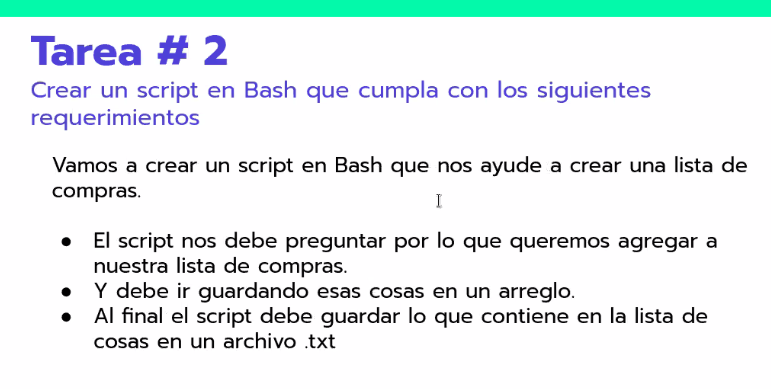 Tarea # 2
Crear un script en Bash que cumpla con los siguientes
requerimientos
Vamos a crear un script en Bash que nos ayude a crear una lista de
compras.
● El script nos debe preguntar por lo que queremos agregar a
nuestra lista de compras.
● Y debe ir guardando esas cosas en un arreglo.
● Al final el script debe guardar lo que contiene en la lista de
cosas en un archivo .txt